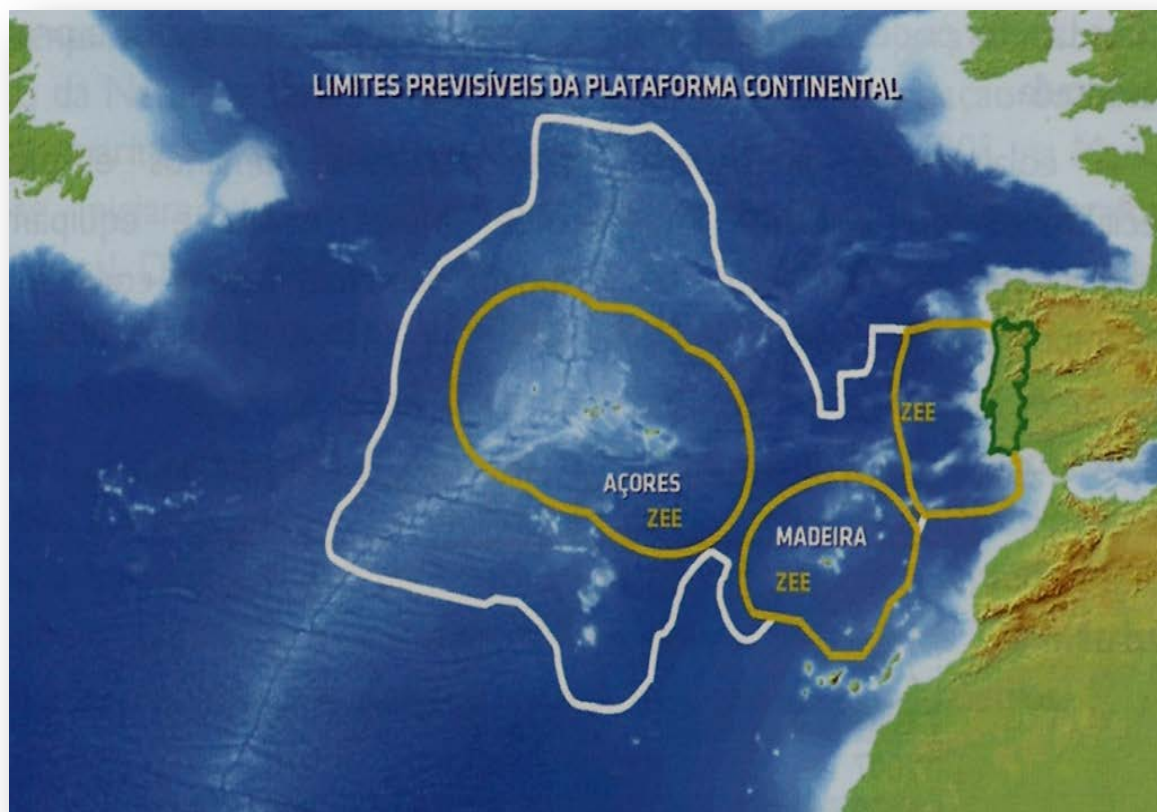 LIMITES PREVISÍVEIS DA PLATAFORMA CONTINENTAL
ZEE
AÇORES
ZEE
MADEIRA
ZEE